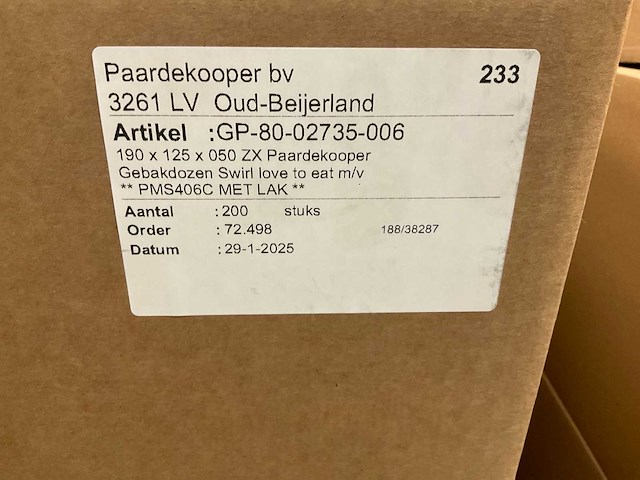 Paardekooper bv 233
3261 LV Oud-Beijerland
Artikel :GP-80-02735-006
190 x 125 x 050 ZX Paardekooper
Gebakdozen Swirl love to eat m/v
** PMS406C MET LAK **
Aantal : 200 stuks
Order : 72.498 188/38287
Datum : 29-1-2025